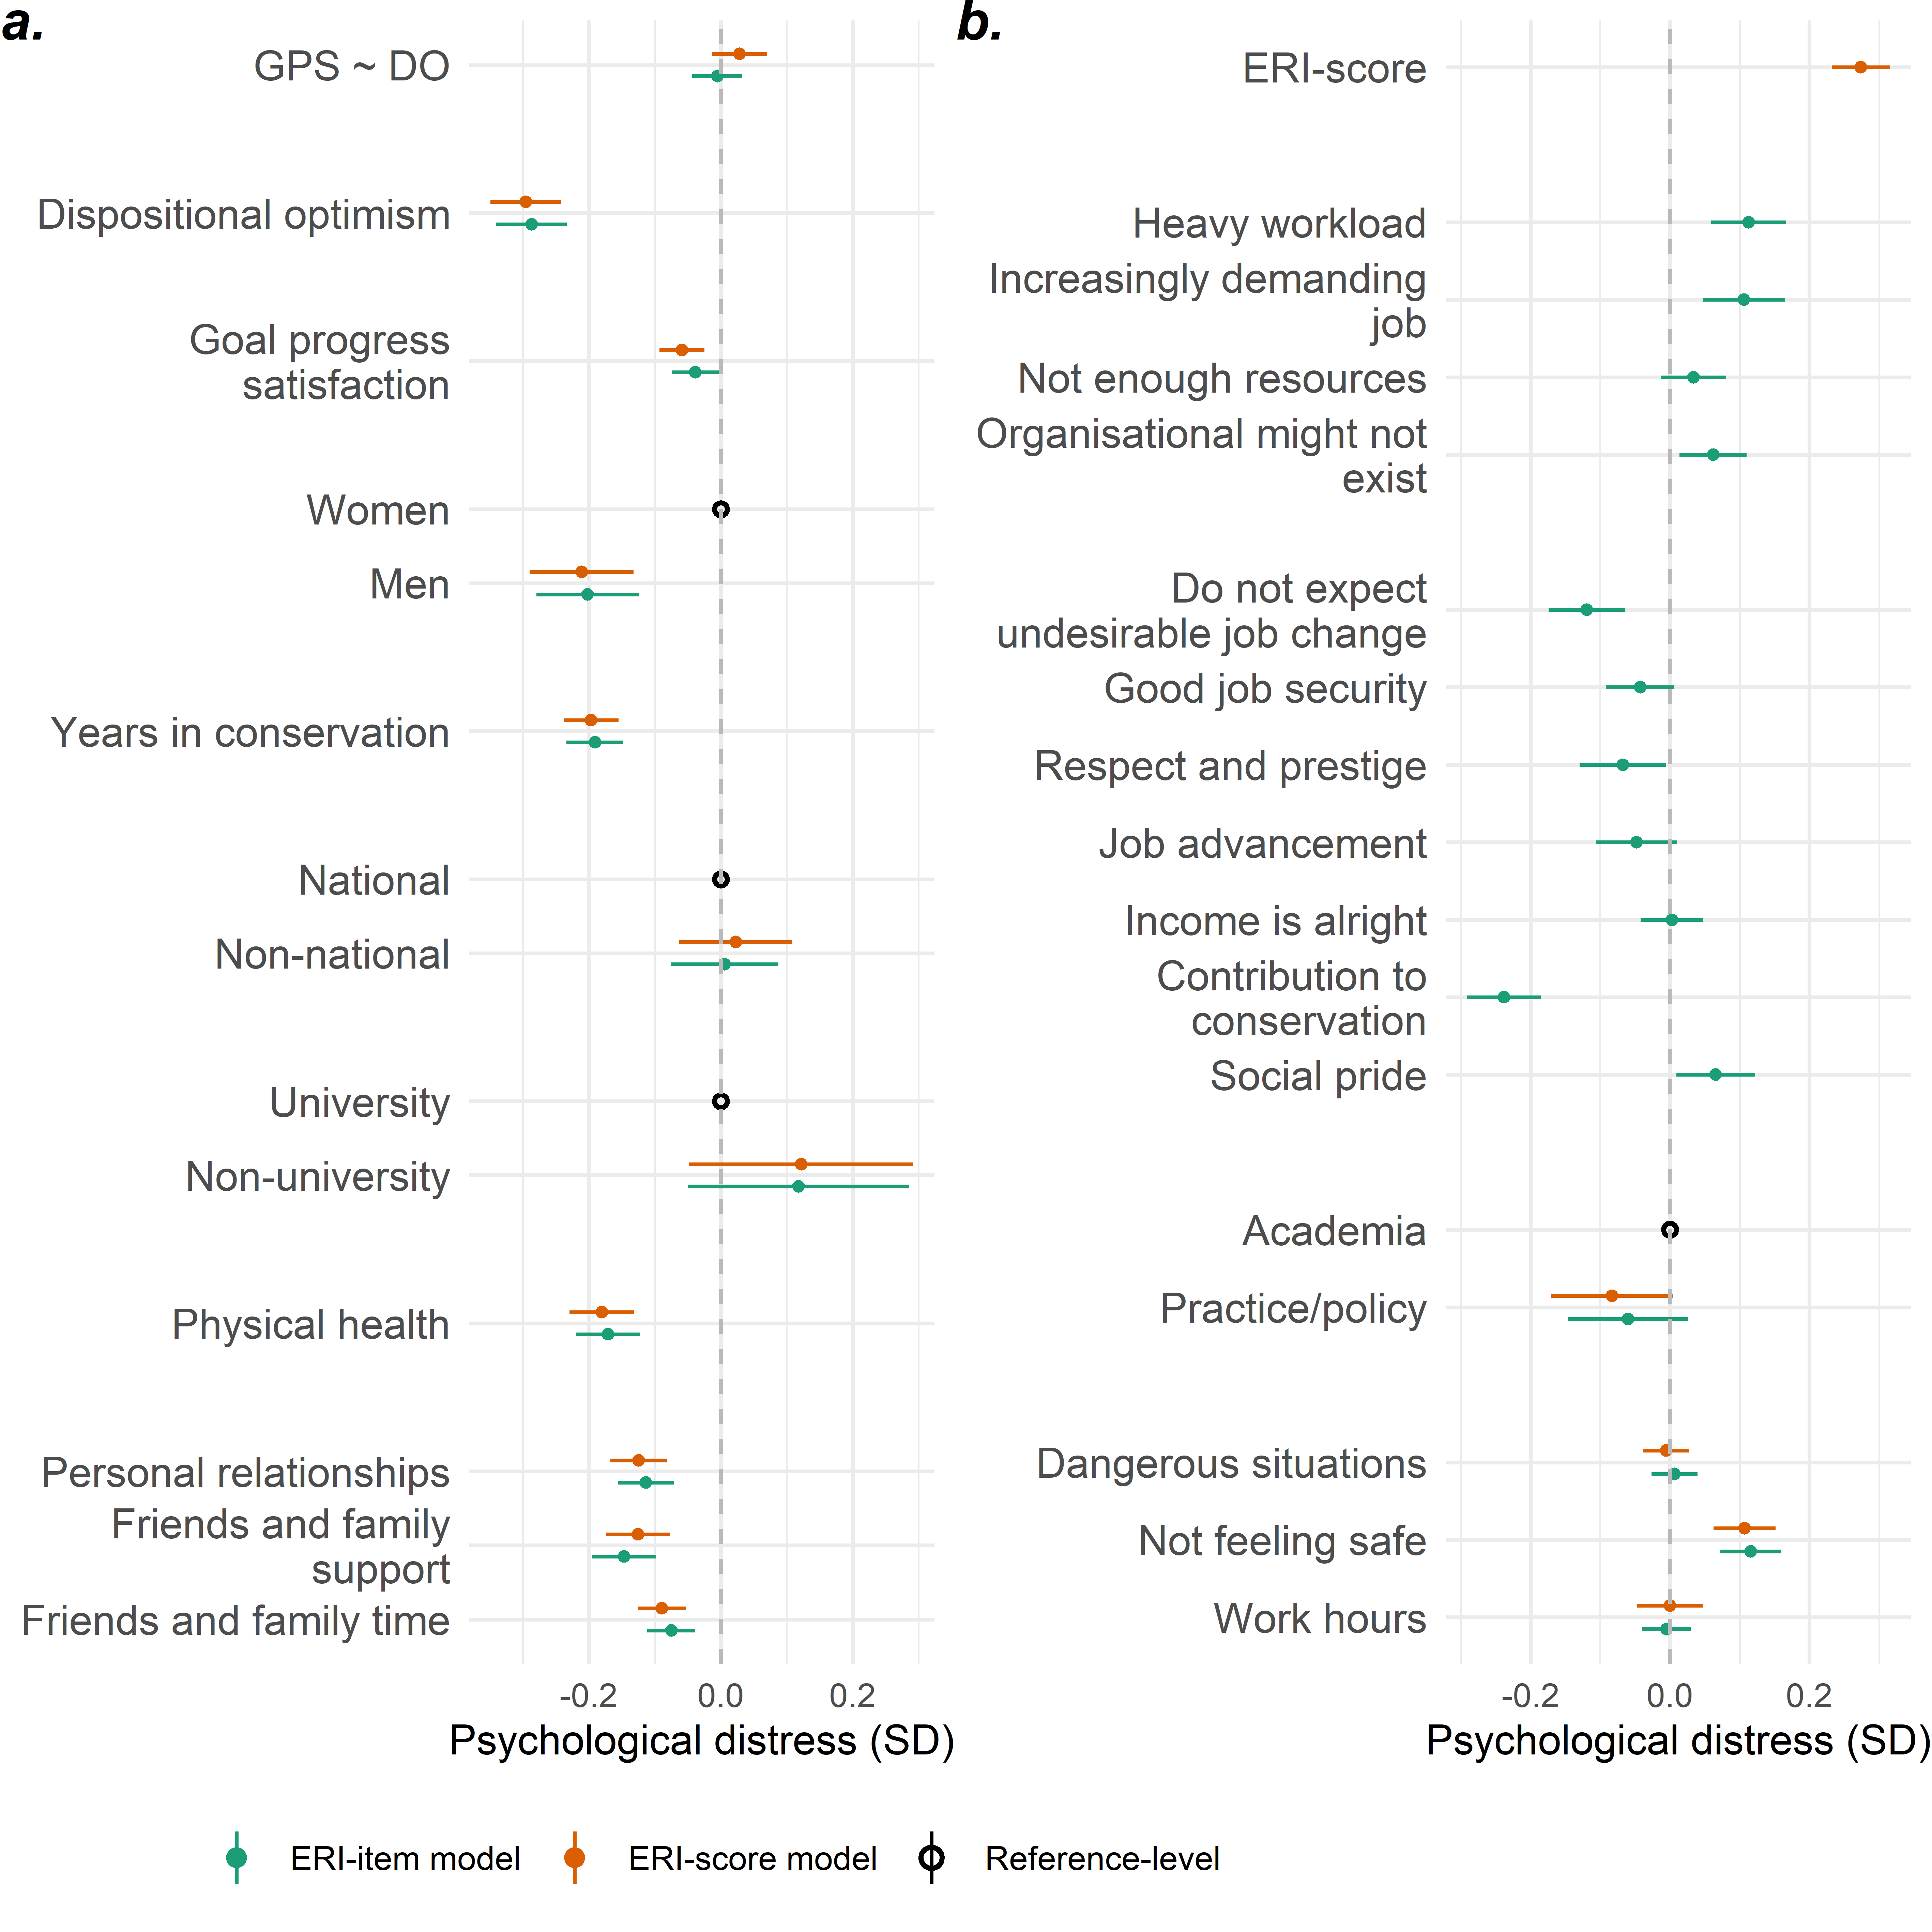 a.
GPS ~ DO
Dispositional optimism
Goal progress
satisfaction
Women
Men
Years in conservation
National
Non-national
University
Non-university
Physical health
Personal relationships
Friends and family
support
Friends and family time
-0.2 0.0 0.2
Psychological distress (SD)
b.
ERI-score
Heavy workload
Increasingly demanding
job
Not enough resources
Organisational might not
exist
Do not expect
undesirable job change
Good job security
Respect and prestige
Job advancement
Income is alright
Contribution to
conservation
Social pride
Academia
Practice/policy
Dangerous situations
Not feeling safe
Work hours
-0.2 0.0 0.2
Psychological distress (SD)
ERI-item model ERI-score model Reference-level